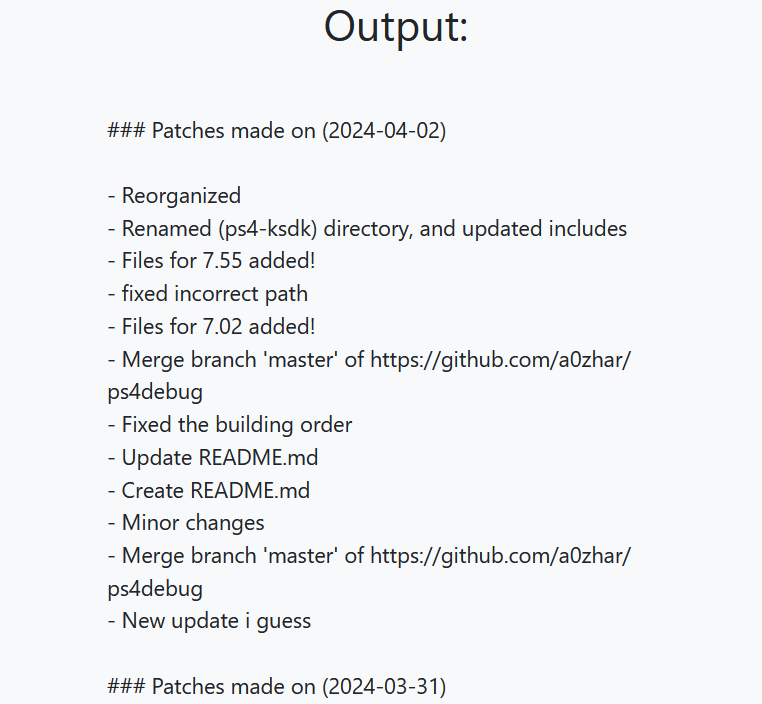 Output:
### Patches made on (2024-04-02)
- Reorganized
- Renamed (ps4-ksdk) directory, and updated includes
- Files for 7.55 added!
- fixed incorrect path
- Files for 7.02 added!
- Merge branch 'master' of https://github.com/a0zhar/
ps4debug
- Fixed the building order
- Update README.md
- Create README.md
- Minor changes
- Merge branch 'master' of https://github.com/a0zhar/
ps4debug
- New update i guess
### Patches made on (2024-03-31)